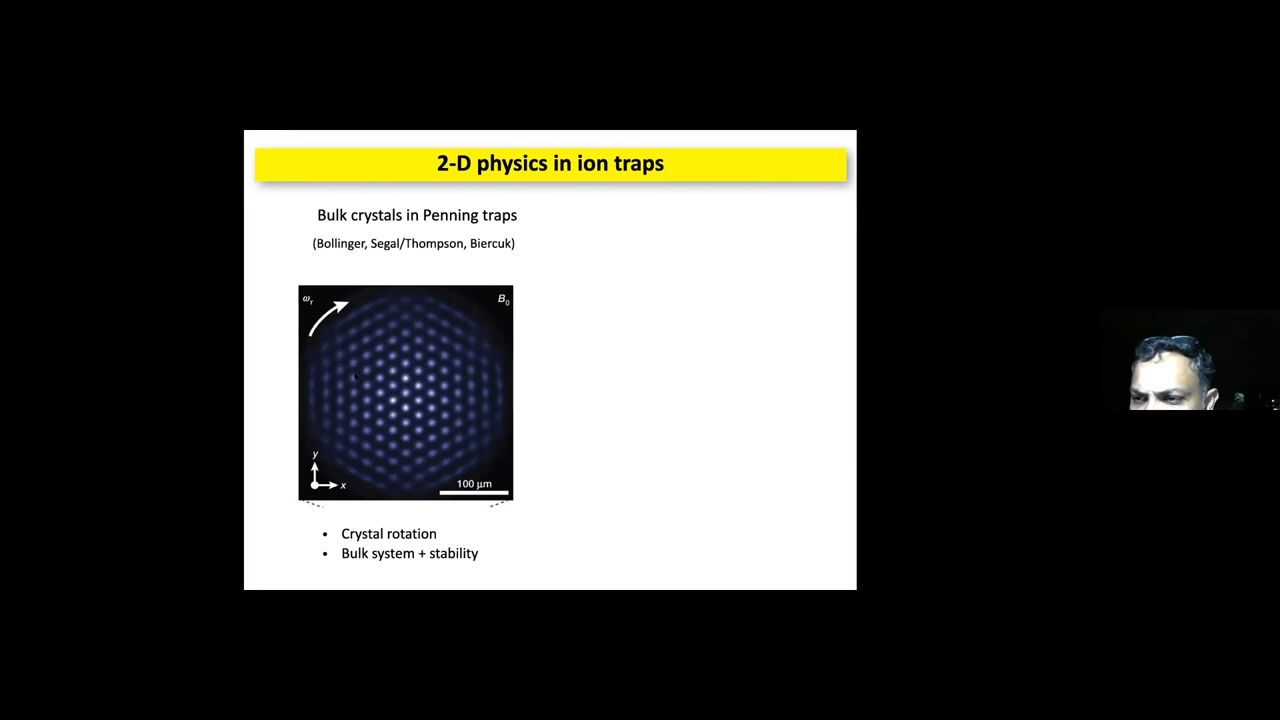 2-D physics in ion traps
Bulk crystals in Penning traps
(Bollinger, Segal/Thompson, Biercuk)
ωr
B0
y
x
100 μm
• Crystal rotation
• Bulk system + stability